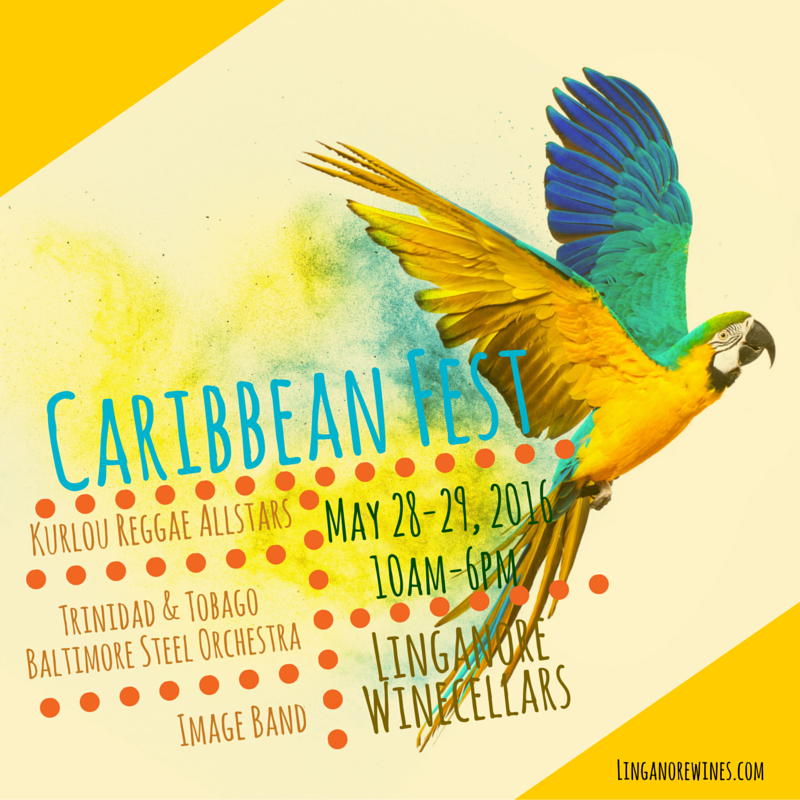 Caribbean Fest
Kurlou Reggae Allstars
Trinidad & Tobago
Baltimore Steel Orchestra
Image Band
May 28-29, 2016
10am-6pm
Linganore
Winecellars
Linganorewines.com